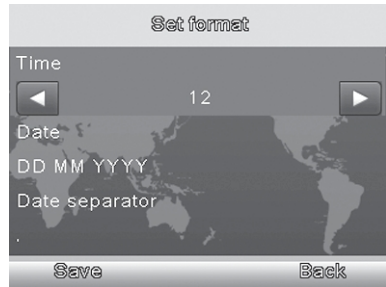 Set format
Time
12
Date
DD MM YYYY
Date separator
.
Save Back